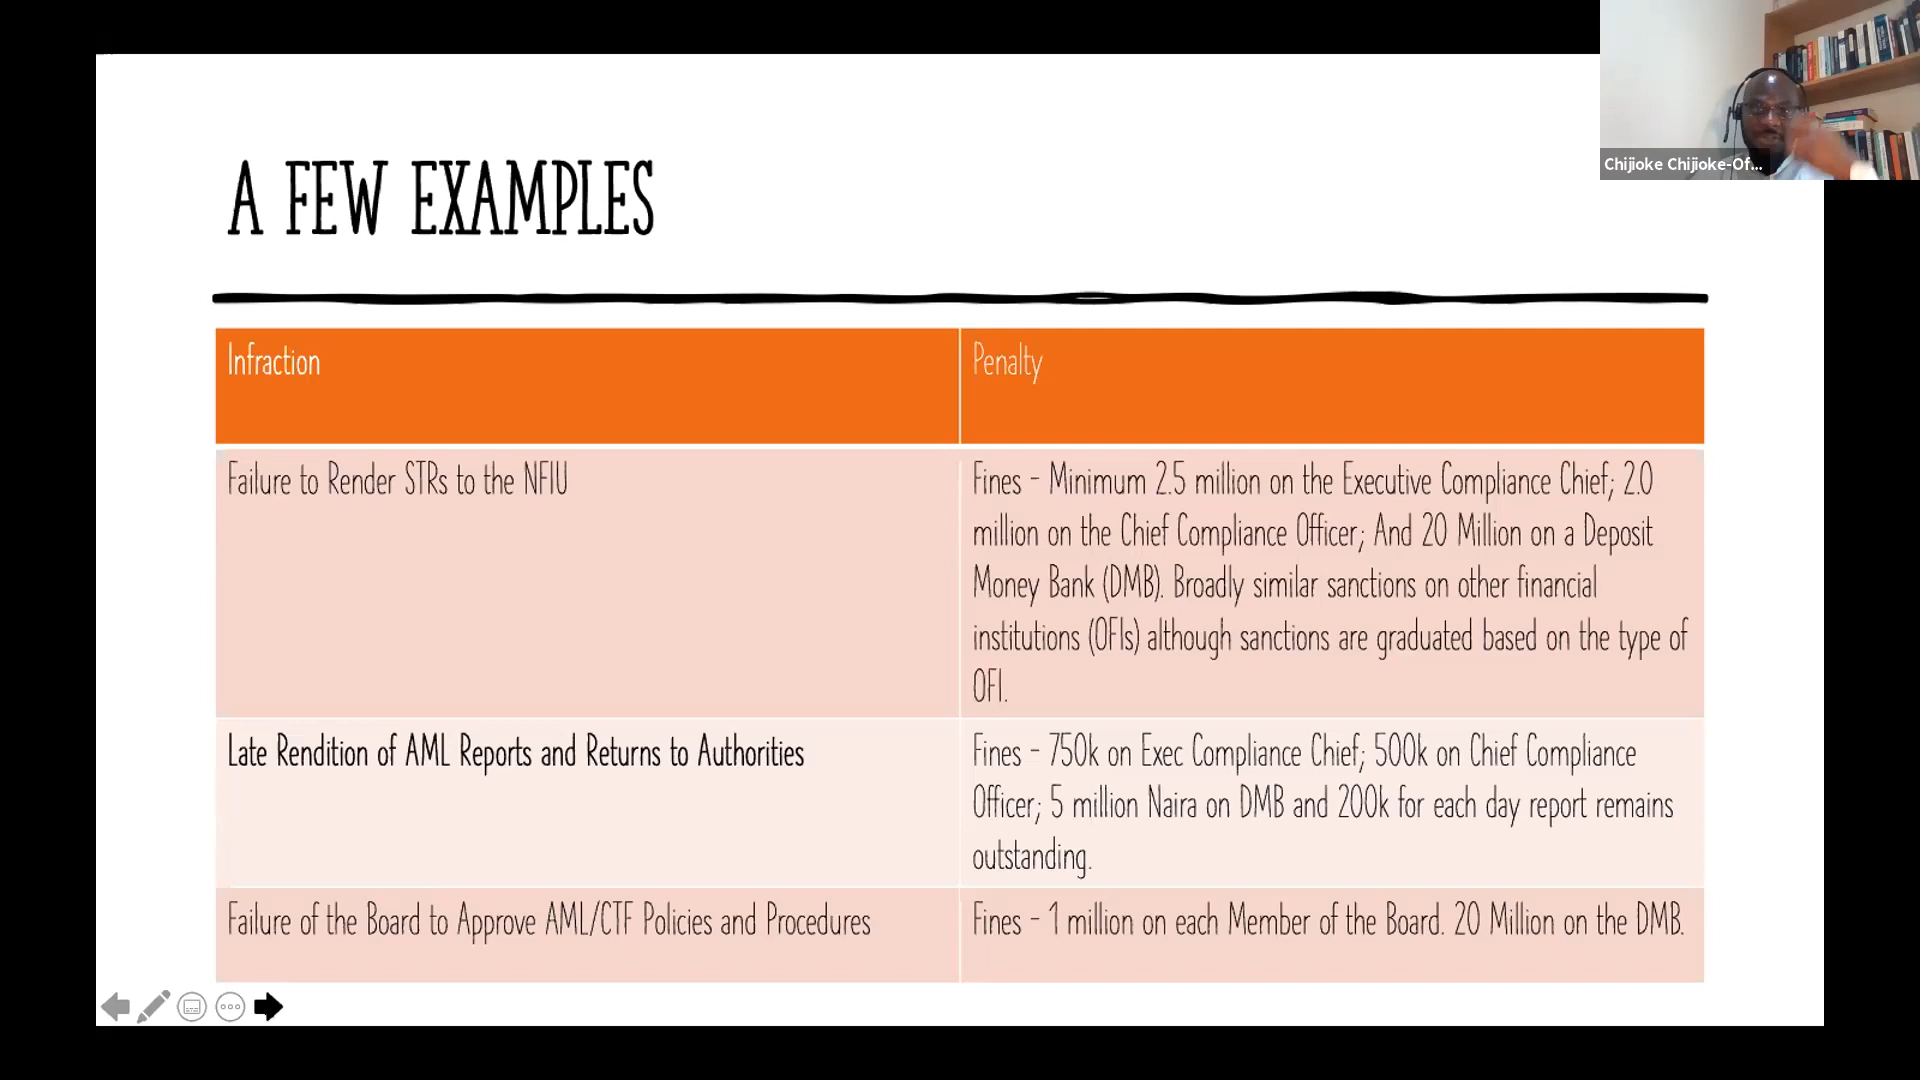 Chijioke Chijioke-Of...
A FEW EXAMPLES
Infraction
Penalty
Failure to Render STRs to the NFIU
Fines - Minimum 2.5 million on the Executive Compliance Chief; 2.0
million on the Chief Compliance Officer; And 20 Million on a Deposit
Money Bank (DMB). Broadly similar sanctions on other financial
institutions (OFIs) although sanctions are graduated based on the type of
OFI.
Late Rendition of AML Reports and Returns to Authorities
Fines - 750k on Exec Compliance Chief; 500k on Chief Compliance
Officer; 5 million Naira on DMB and 200k for each day report remains
outstanding.
Failure of the Board to Approve AML/CTF Policies and Procedures
Fines - 1 million on each Member of the Board. 20 Million on the DMB.